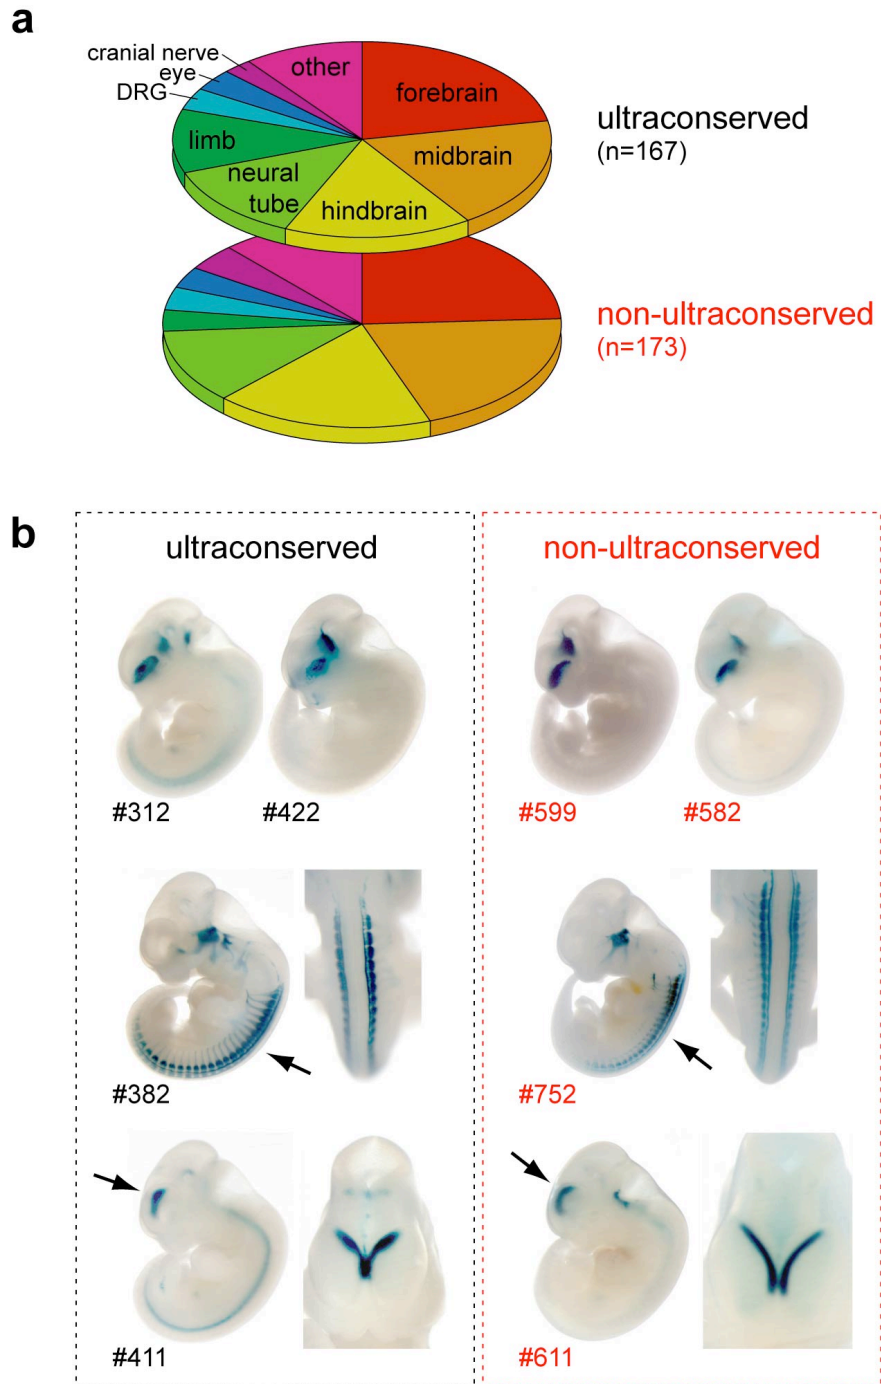 a
cranial nerve
eye
DRG
other
forebrain
limb
midbrain
neural
tube
hindbrain
ultraconserved
(n=167)
non-ultraconserved
(n=173)
b
ultraconserved
non-ultraconserved
#312
#422
#599
#582
#382
#752
#411
#611